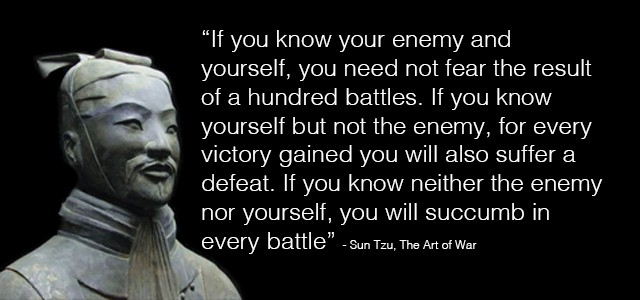 “If you know your enemy and
yourself, you need not fear the result
of a hundred battles. If you know
yourself but not the enemy, for every
victory gained you will also suffer a
defeat. If you know neither the enemy
nor yourself, you will succumb in
every battle” - Sun Tzu, The Art of War